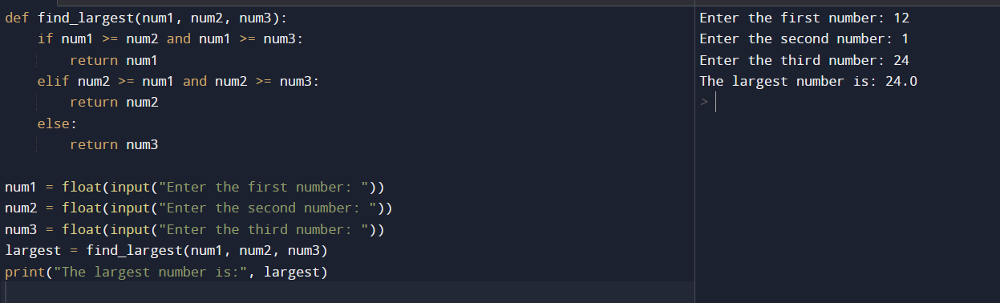 def find_largest(num1, num2, num3):
    if num1 >= num2 and num1 >= num3:
        return num1
    elif num2 >= num1 and num2 >= num3:
        return num2
    else:
        return num3
num1 = float(input("Enter the first number: "))
num2 = float(input("Enter the second number: "))
num3 = float(input("Enter the third number: "))
largest = find_largest(num1, num2, num3)
print("The largest number is:", largest)
Enter the first number: 12
Enter the second number: 1
Enter the third number: 24
The largest number is: 24.0
>